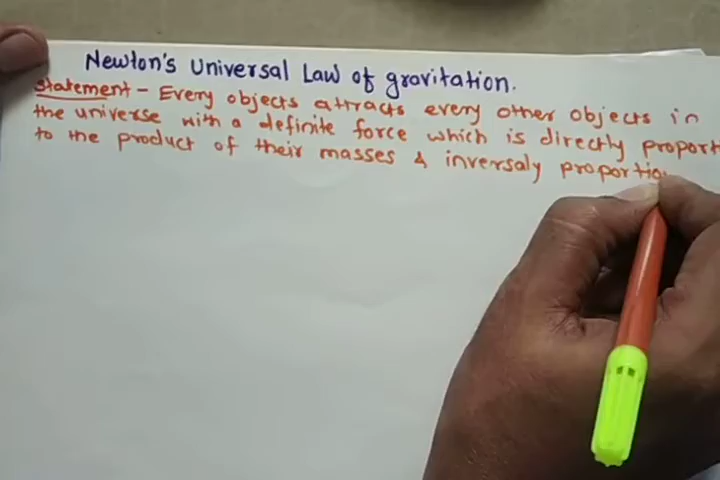 Newton's Universal Law of gravitation.
Statement - Every objects attracts every other objects in
the universe with a definite force which is directly proport
to the product of their masses & inversaly proportio